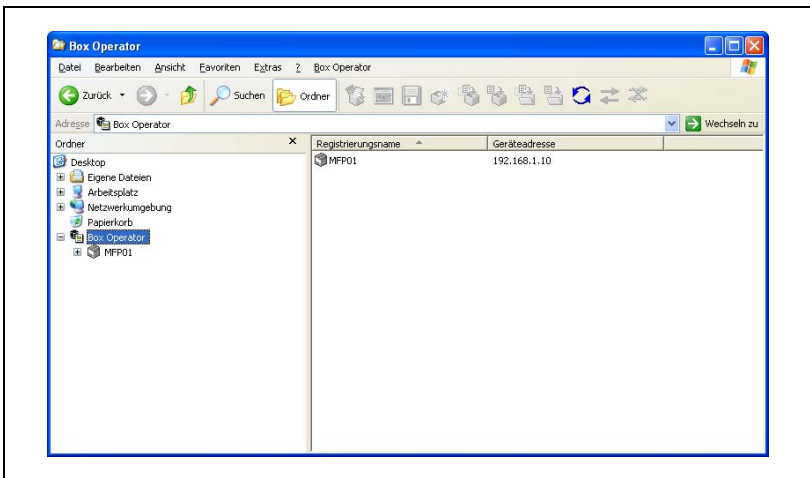 Box Operator
Datei Bearbeiten Ansicht Favoriten Extras ? Box Operator
Zurück Suchen Ordner
Adresse Box Operator Wechseln zu
Ordner
Desktop
Eigene Dateien
Arbeitsplatz
Netzwerkumgebung
Papierkorb
Box Operator
MFP01
Registrierungsname Geräteadresse
MFP01 192.168.1.10